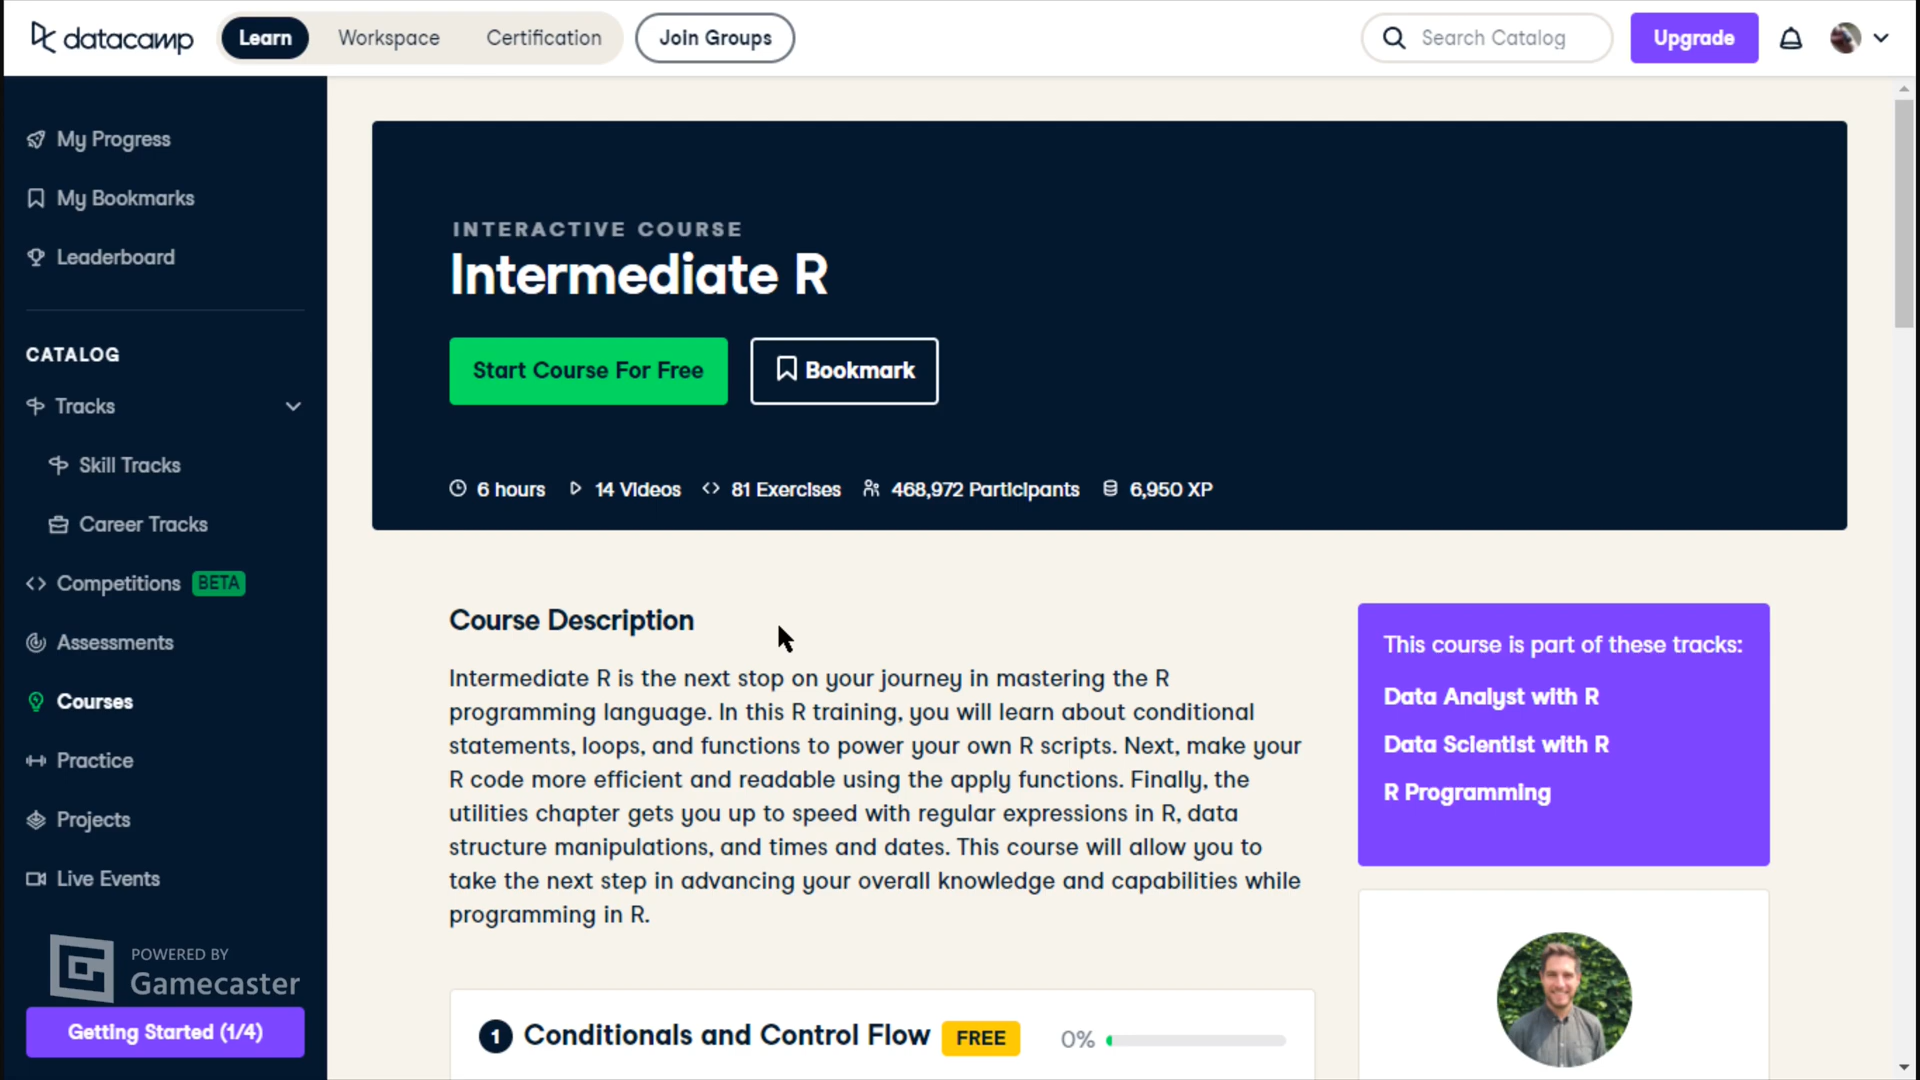 datacamp
Learn
Workspace
Certification
Join Groups
Search Catalog
Upgrade
My Progress
My Bookmarks
Leaderboard
CATALOG
Tracks
Skill Tracks
Career Tracks
Competitions BETA
Assessments
Courses
Practice
Projects
Live Events
POWERED BY
Gamecaster
Getting Started (1/4)
INTERACTIVE COURSE
Intermediate R
Start Course For Free
Bookmark
6 hours 14 Videos 81 Exercises 468,972 Participants 6,950 XP
Course Description
Intermediate R is the next stop on your journey in mastering the R
programming language. In this R training, you will learn about conditional
statements, loops, and functions to power your own R scripts. Next, make your
R code more efficient and readable using the apply functions. Finally, the
utilities chapter gets you up to speed with regular expressions in R, data
structure manipulations, and times and dates. This course will allow you to
take the next step in advancing your overall knowledge and capabilities while
programming in R.
1 Conditionals and Control Flow FREE 0%
This course is part of these tracks:
Data Analyst with R
Data Scientist with R
R Programming